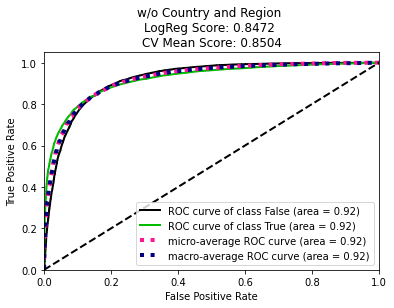 w/o Country and Region
LogReg Score: 0.8472
CV Mean Score: 0.8504
True Positive Rate
1.0
0.8
0.6
0.4
0.2
0.0
ROC curve of class False (area = 0.92)
ROC curve of class True (area = 0.92)
micro-average ROC curve (area = 0.92)
macro-average ROC curve (area = 0.92)
0.0 0.2 0.4 0.6 0.8 1.0
False Positive Rate